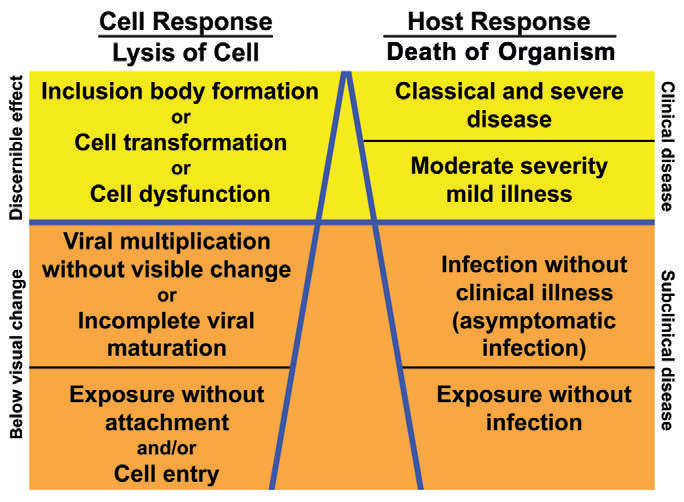 Cell Response
Lysis of Cell
Host Response
Death of Organism
Discernible effect
Inclusion body formation
or
Cell transformation
or
Cell dysfunction
Classical and severe
disease
Moderate severity
mild illness
Clinical disease
Below visual change
Viral multiplication
without visible change
or
Incomplete viral
maturation
Exposure without
attachment
and/or
Cell entry
Infection without
clinical illness
(asymptomatic
infection)
Exposure without
infection
Subclinical disease